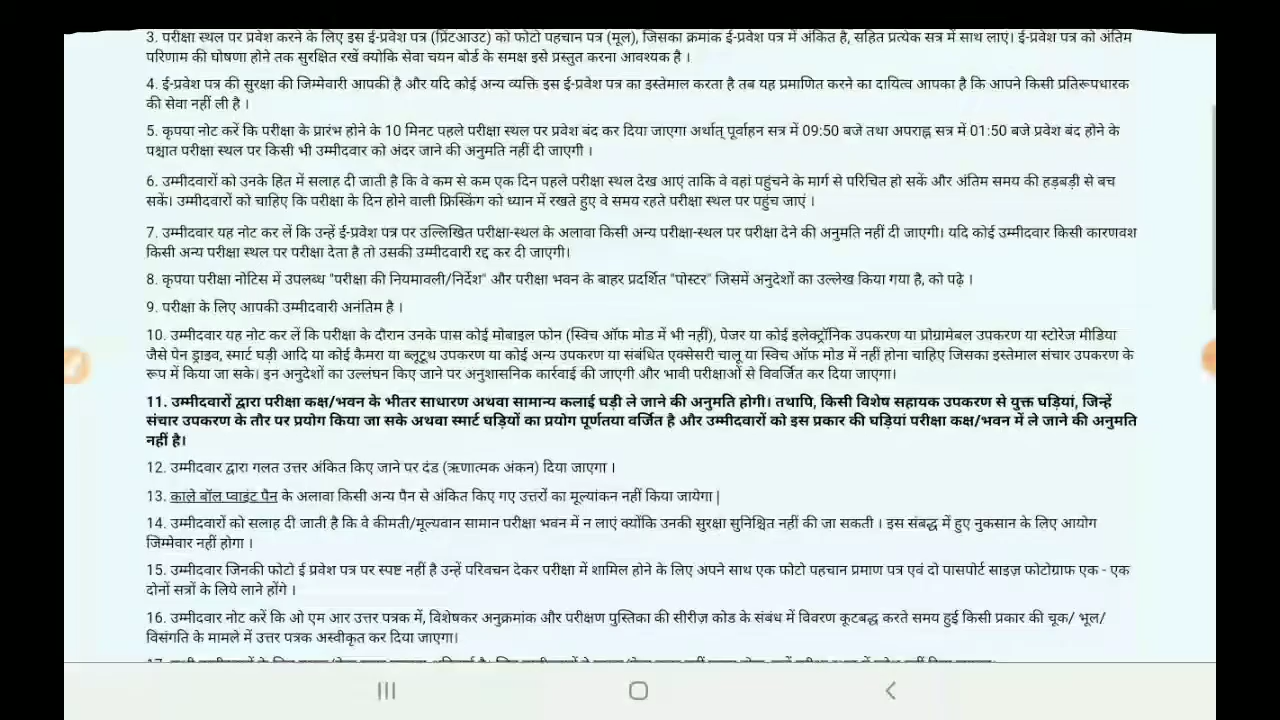 3. परीक्षा स्थल पर प्रवेश करने के लिए इस ई-प्रवेश पत्र (प्रिंटआउट) को फोटो पहचान पत्र (मूल), जिसका क्रमांक ई-प्रवेश पत्र में अंकित है, सहित प्रत्येक सत्र में साथ लाएं। ई-प्रवेश पत्र को अंतिम
परिणाम की घोषणा होने तक सुरक्षित रखें क्योकि सेवा चयन बोर्ड के समक्ष इसे प्रस्तुत करना आवश्यक है ।
4. ई-प्रवेश पत्र की सुरक्षा की जिम्मेवारी आपकी है और यदि कोई अन्य व्यक्ति इस ई-प्रवेश पत्र का इस्तेमाल करता है तब यह प्रमाणित करने का दायित्व आपका है कि आपने किसी प्रतिरूपधारक
की सेवा नहीं ली है ।
5. कृपया नोट करें कि परीक्षा के प्रारंभ होने के 10 मिनट पहले परीक्षा स्थल पर प्रवेश बंद कर दिया जाएगा अर्थात् पूर्वाहन सत्र में 09:50 बजे तथा अपराह्न सत्र में 01:50 बजे प्रवेश बंद होने के
पश्चात परीक्षा स्थल पर किसी भी उम्मीदवार को अंदर जाने की अनुमति नहीं दी जाएगी ।
6. उम्मीदवारों को उनके हित में सलाह दी जाती है कि वे कम से कम एक दिन पहले परीक्षा स्थल देख आएं ताकि वे वहां पहुंचने के मार्ग से परिचित हो सकें और अंतिम समय की हड़बड़ी से बच
सकें। उम्मीदवारों को चाहिए कि परीक्षा के दिन होने वाली फ्रिस्किंग को ध्यान में रखते हुए वे समय रहते परीक्षा स्थल पर पहुंच जाएं ।
7. उम्मीदवार यह नोट कर लें कि उन्हें ई-प्रवेश पत्र पर उल्लिखित परीक्षा-स्थल के अलावा किसी अन्य परीक्षा-स्थल पर परीक्षा देने की अनुमति नहीं दी जाएगी। यदि कोई उम्मीदवार किसी कारणवश
किसी अन्य परीक्षा स्थल पर परीक्षा देता है तो उसकी उम्मीदवारी रद्द कर दी जाएगी।
8. कृपया परीक्षा नोटिस में उपलब्ध "परीक्षा की नियमावली/निर्देश" और परीक्षा भवन के बाहर प्रदर्शित "पोस्टर" जिसमें अनुदेशों का उल्लेख किया गया है, को पढ़े ।
9. परीक्षा के लिए आपकी उम्मीदवारी अनंतिम है ।
10. उम्मीदवार यह नोट कर लें कि परीक्षा के दौरान उनके पास कोई मोबाइल फोन (स्विच ऑफ मोड में भी नहीं), पेजर या कोई इलेक्ट्रॉनिक उपकरण या प्रोग्रामेबल उपकरण या स्टोरेज मीडिया
जैसे पेन ड्राइव, स्मार्ट घड़ी आदि या कोई कैमरा या ब्लूटूथ उपकरण या कोई अन्य उपकरण या संबंधित एक्सेसरी चालू या स्विच ऑफ मोड में नहीं होना चाहिए जिसका इस्तेमाल संचार उपकरण के
रूप में किया जा सके। इन अनुदेशों का उल्लंघन किए जाने पर अनुशासनिक कार्रवाई की जाएगी और भावी परीक्षाओं से विवर्जित कर दिया जाएगा।
11. उम्मीदवारों द्वारा परीक्षा कक्ष/भवन के भीतर साधारण अथवा सामान्य कलाई घड़ी ले जाने की अनुमति होगी। तथापि, किसी विशेष सहायक उपकरण से युक्त घड़ियां, जिन्हें
संचार उपकरण के तौर पर प्रयोग किया जा सके अथवा स्मार्ट घड़ियों का प्रयोग पूर्णतया वर्जित है और उम्मीदवारों को इस प्रकार की घड़ियां परीक्षा कक्ष/भवन में ले जाने की अनुमति
नहीं है।
12. उम्मीदवार द्वारा गलत उत्तर अंकित किए जाने पर दंड (ऋणात्मक अंकन) दिया जाएगा ।
13. काले बॉल प्वाइंट पैन के अलावा किसी अन्य पैन से अंकित किए गए उत्तरों का मूल्यांकन नहीं किया जायेगा |
14. उम्मीदवारों को सलाह दी जाती है कि वे कीमती/मूल्यवान सामान परीक्षा भवन में न लाएं क्योंकि उनकी सुरक्षा सुनिश्चित नहीं की जा सकती । इस संबद्ध में हुए नुकसान के लिए आयोग
जिम्मेवार नहीं होगा ।
15. उम्मीदवार जिनकी फोटो ई प्रवेश पत्र पर स्पष्ट नहीं है उन्हें परिवचन देकर परीक्षा में शामिल होने के लिए अपने साथ एक फोटो पहचान प्रमाण पत्र एवं दो पासपोर्ट साइज़ फोटोग्राफ एक - एक
दोनों सत्रों के लिये लाने होंगे ।
16. उम्मीदवार नोट करें कि ओ एम आर उत्तर पत्रक में, विशेषकर अनुक्रमांक और परीक्षण पुस्तिका की सीरीज़ कोड के संबंध में विवरण कूटबद्ध करते समय हुई किसी प्रकार की चूक/ भूल/
विसंगति के मामले में उत्तर पत्रक अस्वीकृत कर दिया जाएगा।